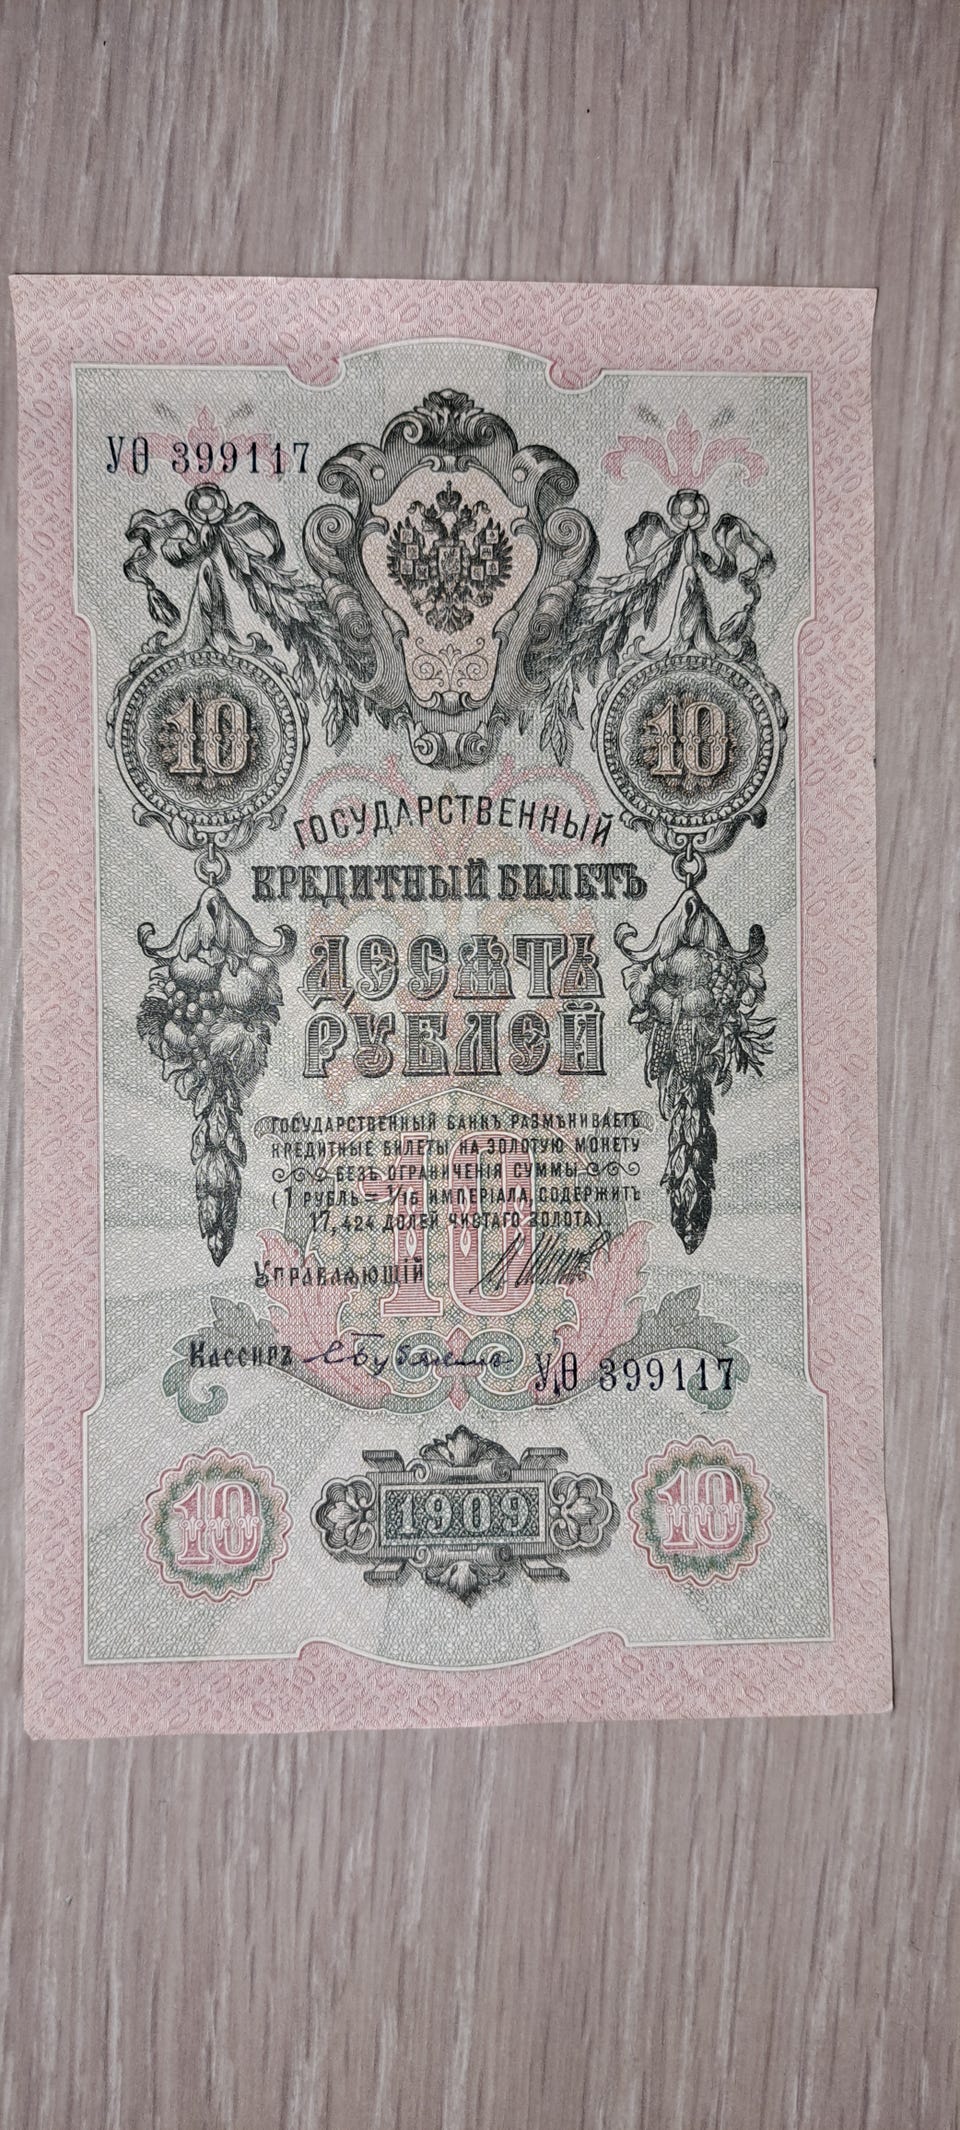 УѲ 399117
10 10
ГОСУДАРСТВЕННЫЙ
КРЕДИТНЫЙ БИЛЕТЪ
ДЕСЯТЬ
РУБЛЕЙ
10
ГОСУДАРСТВЕННЫЙ БАНКЪ РАЗМѢНИВАЕТЪ
КРЕДИТНЫЕ БИЛЕТЫ НА ЗОЛОТУЮ МОНЕТУ
БЕЗЪ ОГРАНИЧЕНІЯ СУММЫ
(1 РУБЛЬ = 1/15 ИМПЕРІАЛА, СОДЕРЖИТЪ
17,424 ДОЛЕЙ ЧИСТАГО ЗОЛОТА).
УПРАВЛЯЮЩІЙ
КАССИРЪ
УѲ 399117
10 1909 10